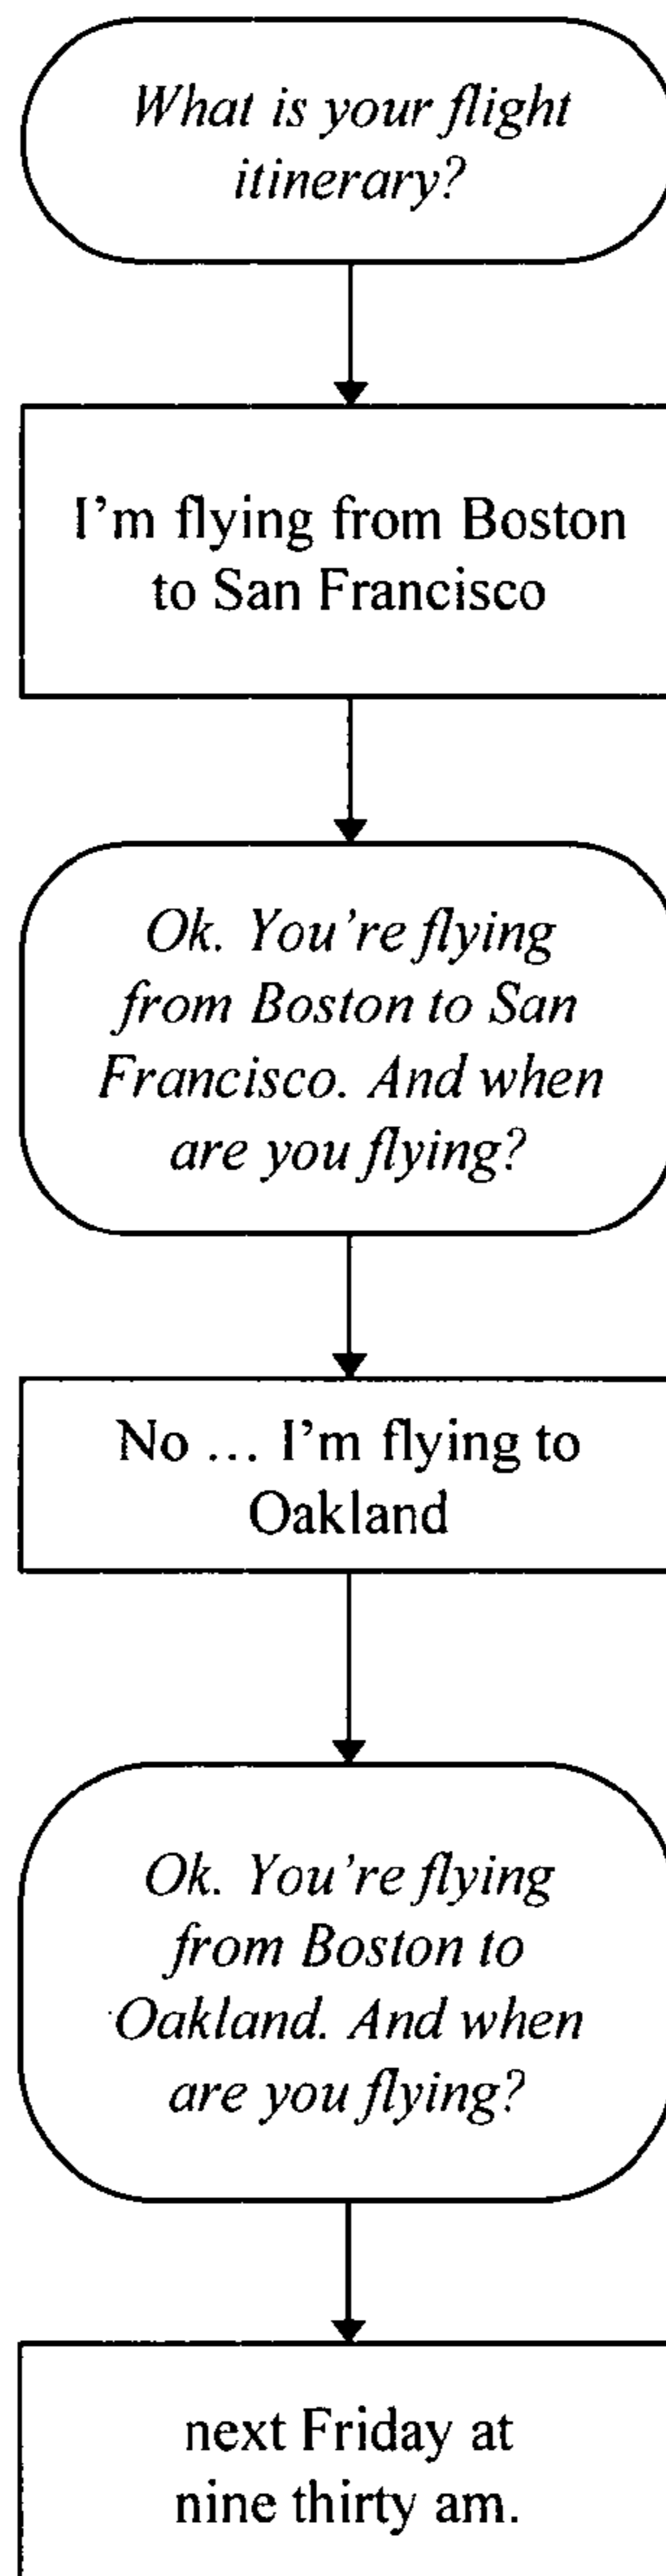 What is your flight
itinerary?
I'm flying from Boston
to San Francisco
Ok. You're flying
from Boston to San
Francisco. And when
are you flying?
No ... I'm flying to
Oakland
Ok. You're flying
from Boston to
Oakland. And when
are you flying?
next Friday at
nine thirty am.